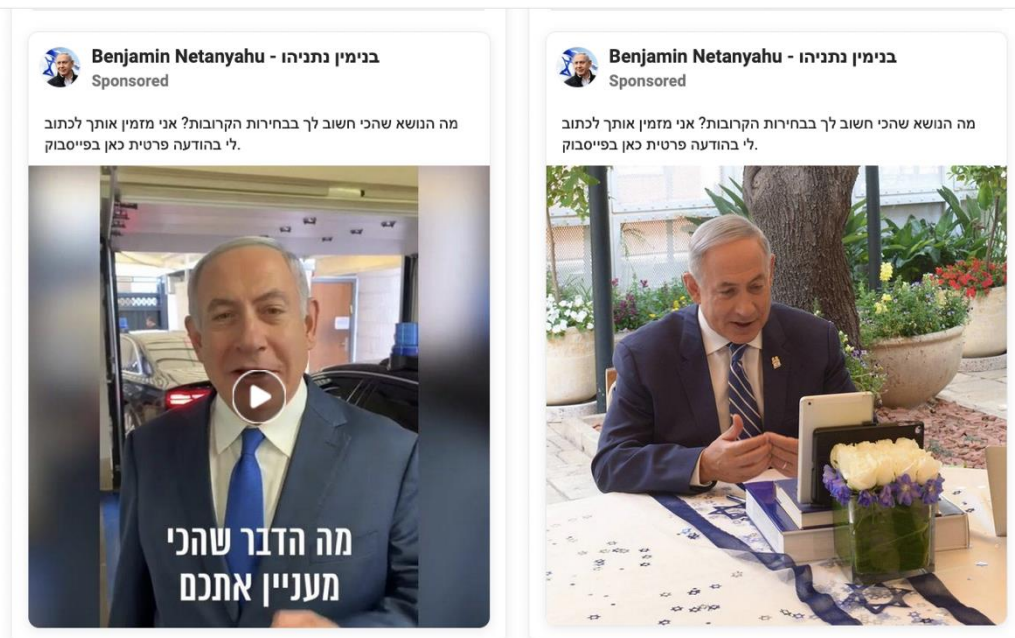 Benjamin Netanyahu - בנימין נתניהו
Sponsored
מה הנושא שהכי חשוב לך בבחירות הקרובות? אני מזמין אותך לכתוב
לי בהודעה פרטית כאן בפייסבוק.
מה הדבר שהכי
מעניין אתכם
Benjamin Netanyahu - בנימין נתניהו
Sponsored
מה הנושא שהכי חשוב לך בבחירות הקרובות? אני מזמין אותך לכתוב
לי בהודעה פרטית כאן בפייסבוק.